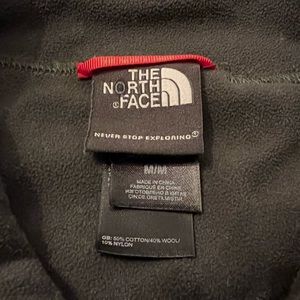 THE
NORTH
FACE
NEVER STOP EXPLORING
M/M
MADE IN CHINA
FABRIQUÉ EN CHINE
GB: 50% COTTON/40% WOOL/
10% NYLON